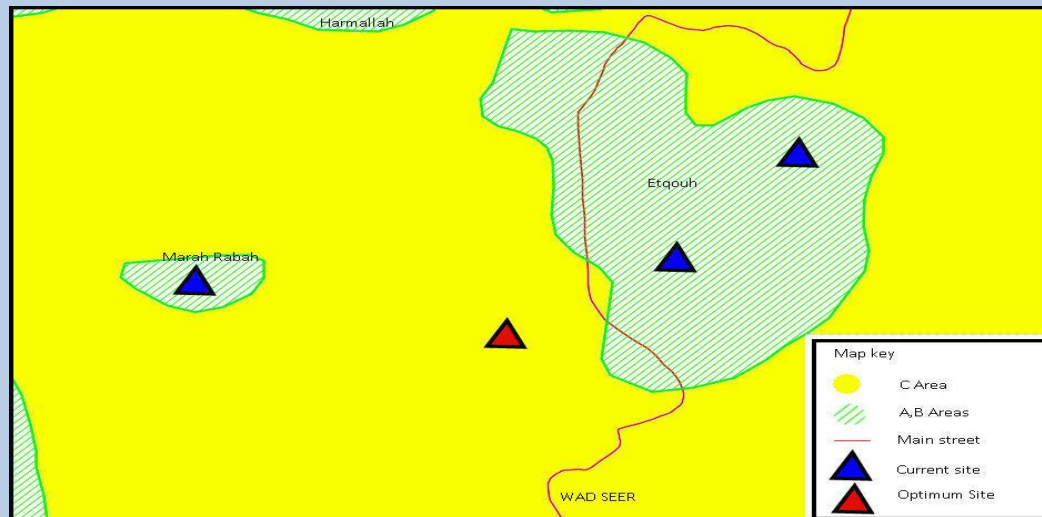 Harmallah
Etqouh
Marah Rabah
WAD SEER
Map key
C Area
A,B Areas
Main street
Current site
Optimum Site